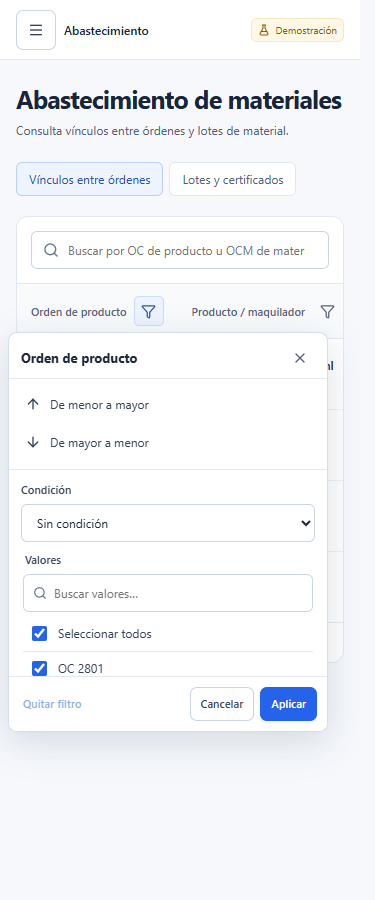 Abastecimiento
Demostración
Abastecimiento de materiales
Consulta vínculos entre órdenes y lotes de material.
Vínculos entre órdenes
Lotes y certificados
Buscar por OC de producto u OCM de mater
Orden de producto
Producto / maquilador
Orden de producto
De menor a mayor
De mayor a menor
Condición
Sin condición
Valores
Buscar valores...
Seleccionar todos
OC 2801
Quitar filtro
Cancelar
Aplicar